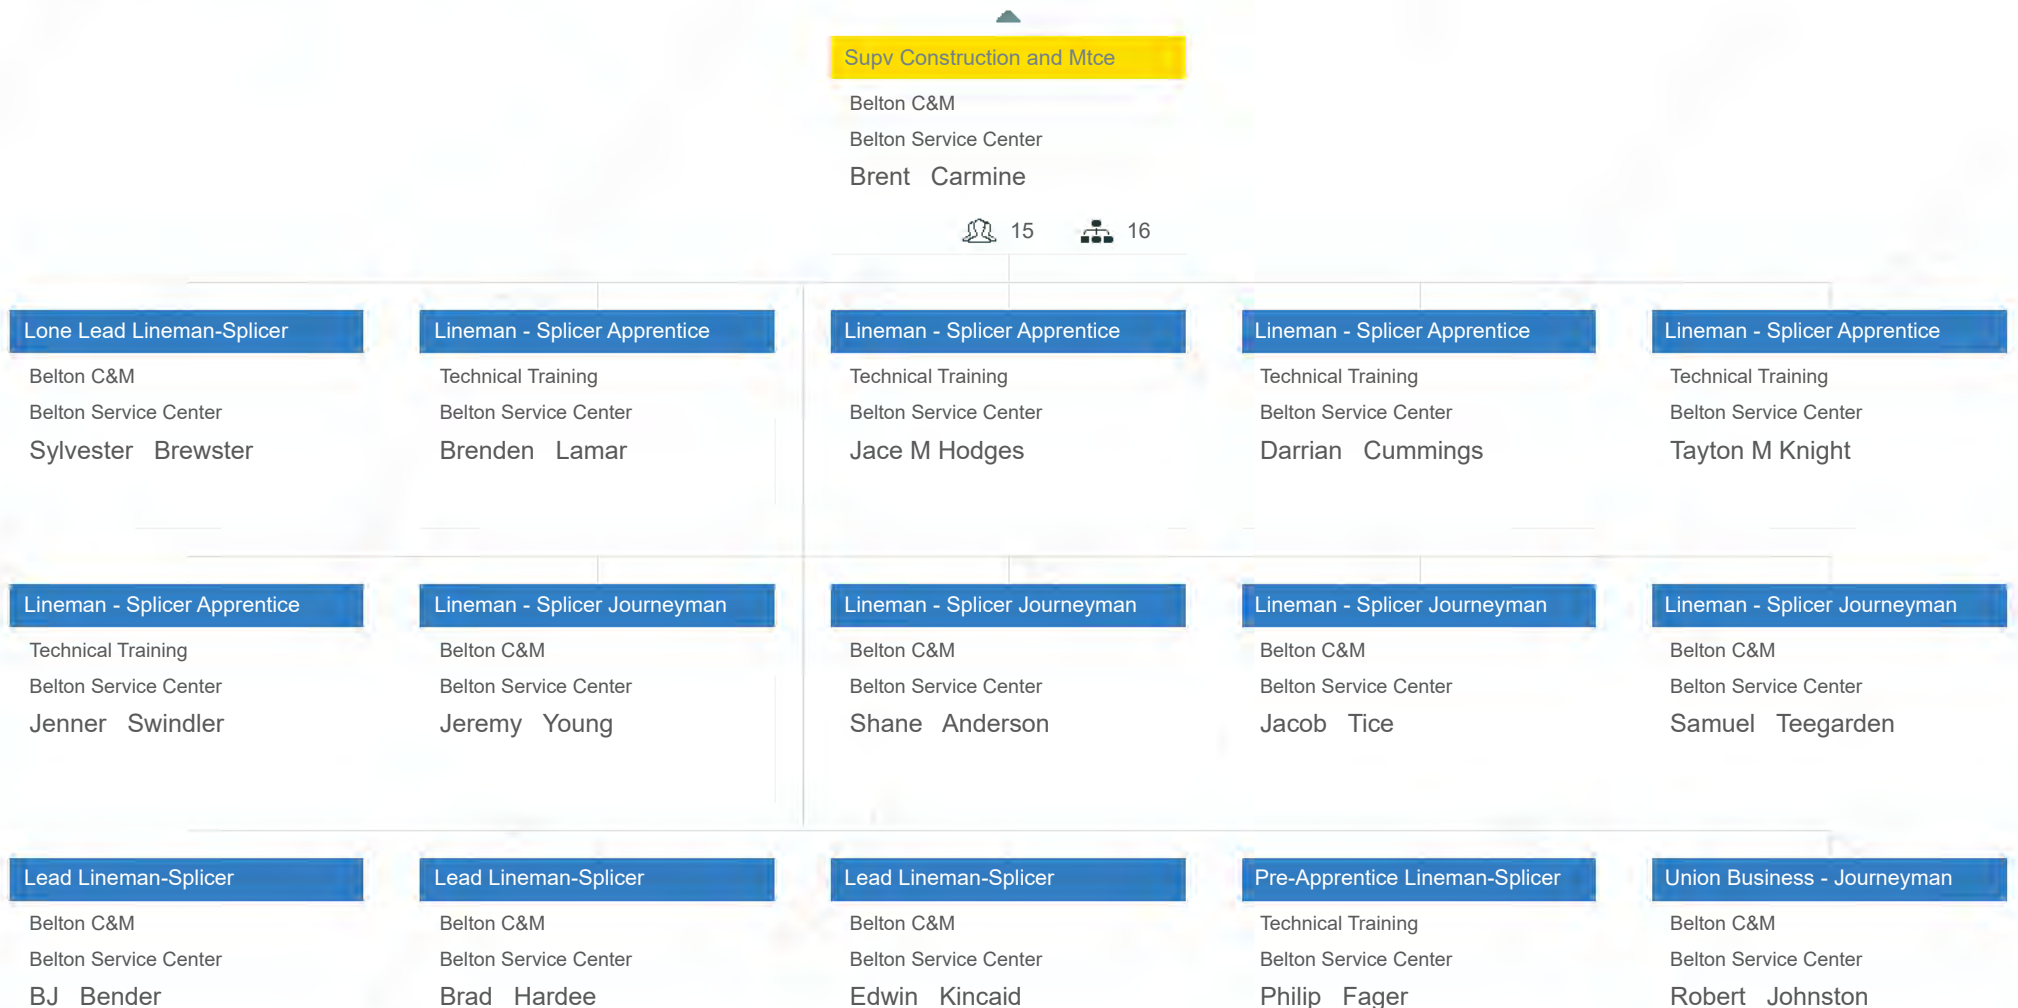 Supv Construction and Mtce
Belton C&M
Belton Service Center
Brent Carmine
15 16
Lone Lead Lineman-Splicer
Belton C&M
Belton Service Center
Sylvester Brewster
Lineman - Splicer Apprentice
Technical Training
Belton Service Center
Brenden Lamar
Lineman - Splicer Apprentice
Technical Training
Belton Service Center
Jace M Hodges
Lineman - Splicer Apprentice
Technical Training
Belton Service Center
Darrian Cummings
Lineman - Splicer Apprentice
Technical Training
Belton Service Center
Tayton M Knight
Lineman - Splicer Apprentice
Technical Training
Belton Service Center
Jenner Swindler
Lineman - Splicer Journeyman
Belton C&M
Belton Service Center
Jeremy Young
Lineman - Splicer Journeyman
Belton C&M
Belton Service Center
Shane Anderson
Lineman - Splicer Journeyman
Belton C&M
Belton Service Center
Jacob Tice
Lineman - Splicer Journeyman
Belton C&M
Belton Service Center
Samuel Teegarden
Lead Lineman-Splicer
Belton C&M
Belton Service Center
BJ Bender
Lead Lineman-Splicer
Belton C&M
Belton Service Center
Brad Hardee
Lead Lineman-Splicer
Belton C&M
Belton Service Center
Edwin Kincaid
Pre-Apprentice Lineman-Splicer
Technical Training
Belton Service Center
Philip Fager
Union Business - Journeyman
Belton C&M
Belton Service Center
Robert Johnston